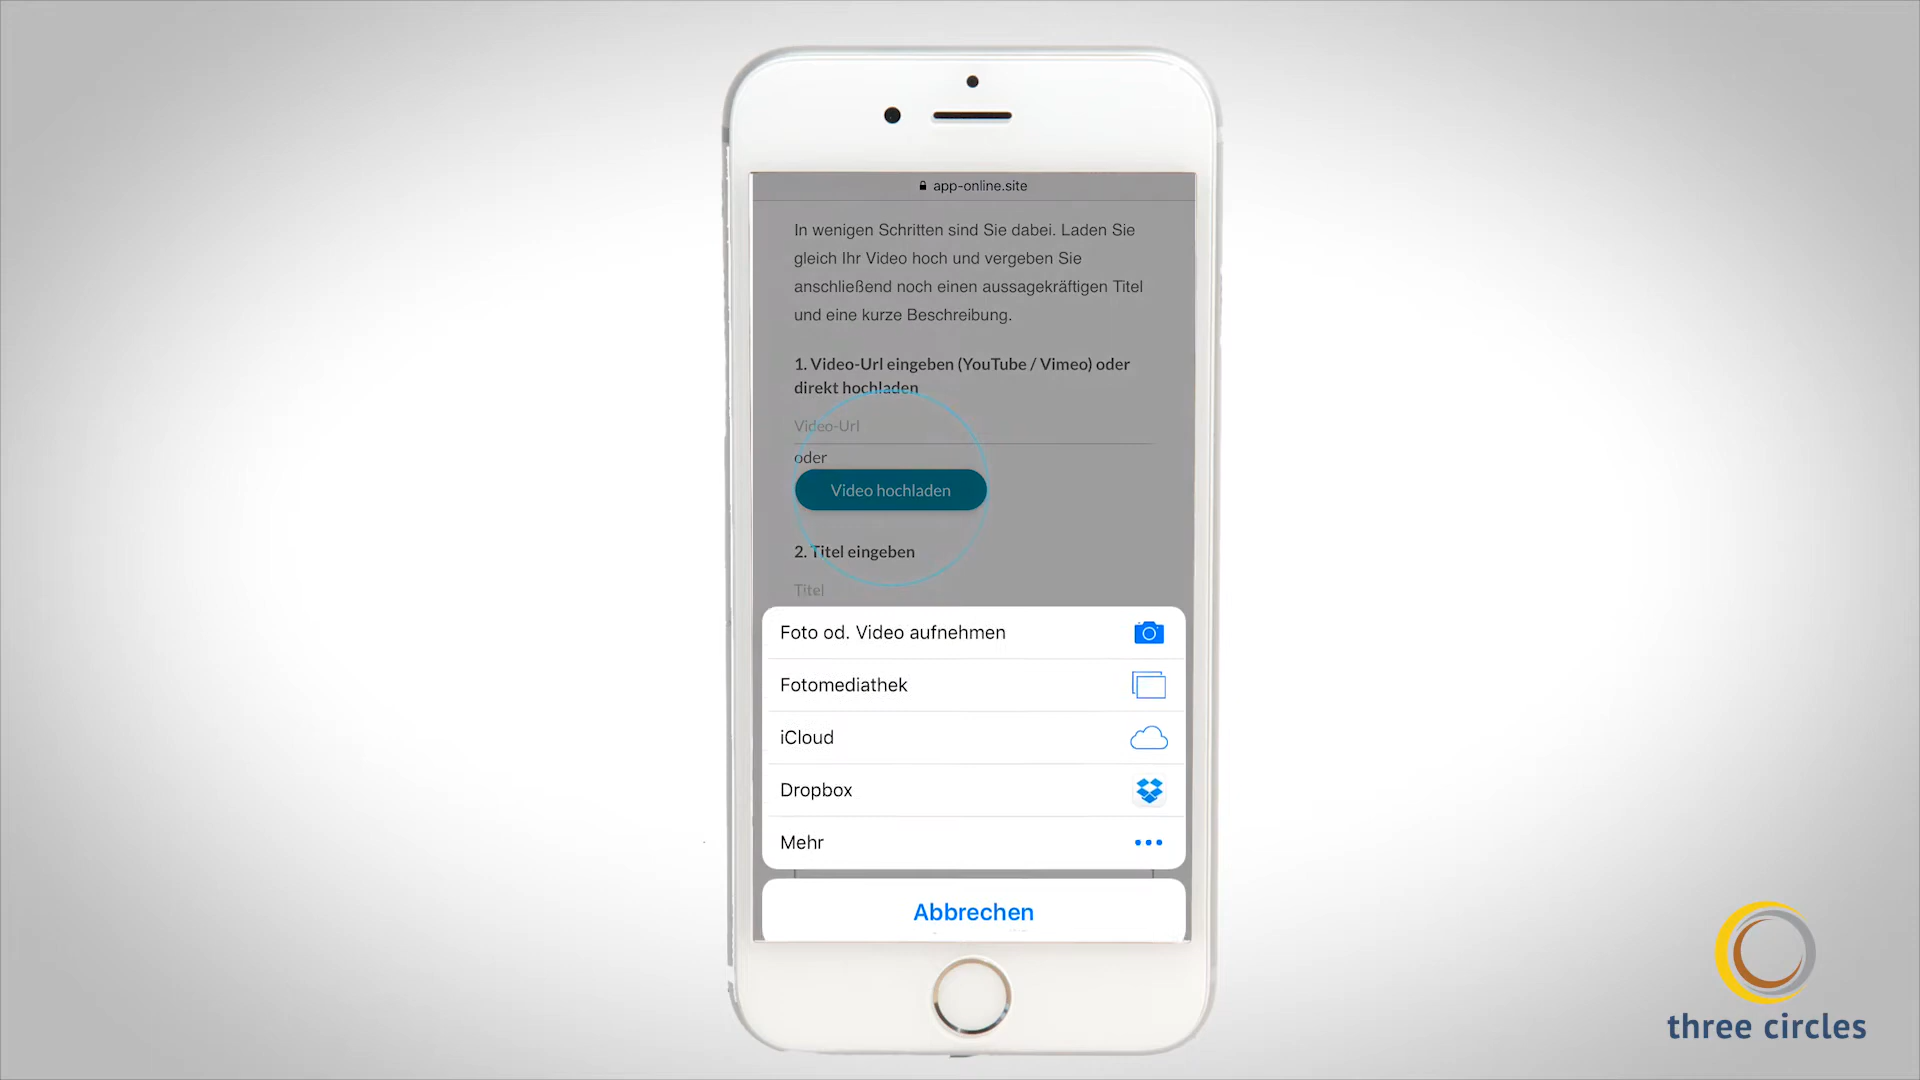 app-online.site
In wenigen Schritten sind Sie dabei. Laden Sie
gleich Ihr Video hoch und vergeben Sie
anschließend noch einen aussagekräftigen Titel
und eine kurze Beschreibung.
1. Video-Url eingeben (YouTube / Vimeo) oder
direkt hochladen
Video-Url
oder
Video hochladen
2. Titel eingeben
Titel
Foto od. Video aufnehmen
Fotomediathek
iCloud
Dropbox
Mehr
Abbrechen
three circles